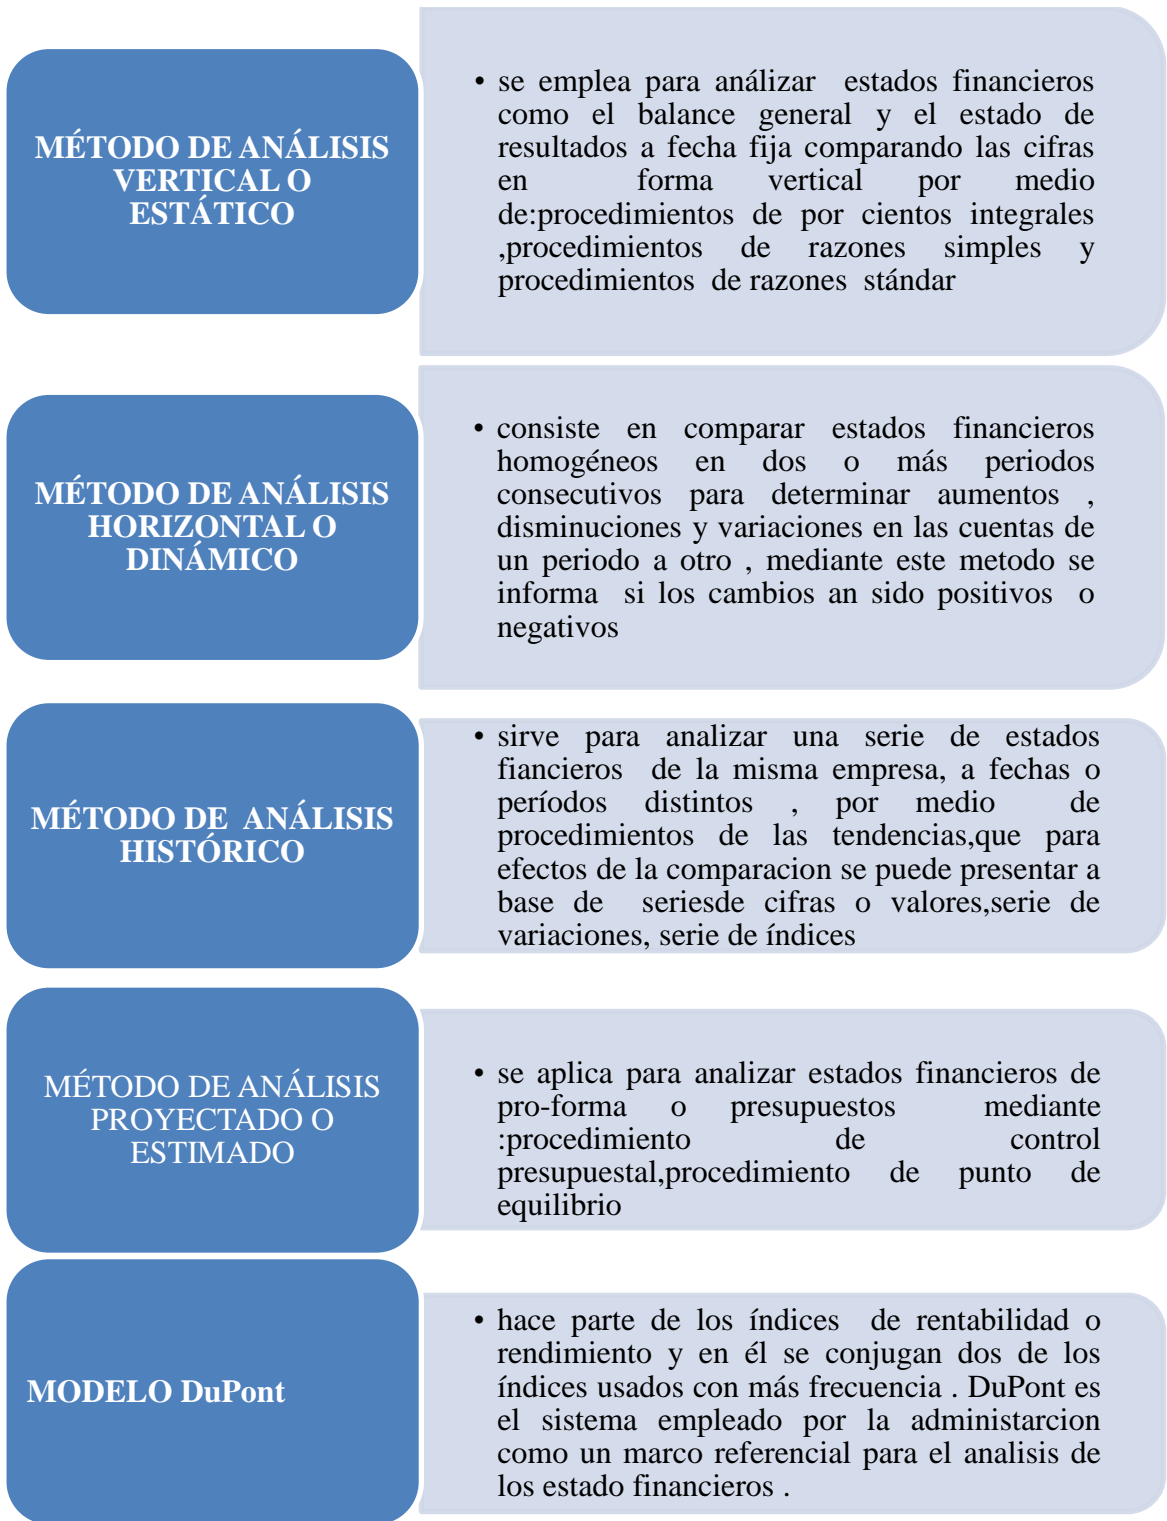 MÉTODO DE ANÁLISIS
VERTICAL O
ESTÁTICO
• se emplea para análizar estados financieros
como el balance general y el estado de
resultados a fecha fija comparando las cifras
en forma vertical por medio
de:procedimientos de por cientos integrales
,procedimientos de razones simples y
procedimientos de razones stándar
MÉTODO DE ANÁLISIS
HORIZONTAL O
DINÁMICO
• consiste en comparar estados financieros
homogéneos en dos o más periodos
consecutivos para determinar aumentos ,
disminuciones y variaciones en las cuentas de
un periodo a otro , mediante este metodo se
informa si los cambios an sido positivos o
negativos
MÉTODO DE ANÁLISIS
HISTÓRICO
• sirve para analizar una serie de estados
fiancieros de la misma empresa, a fechas o
períodos distintos , por medio de
procedimientos de las tendencias,que para
efectos de la comparacion se puede presentar a
base de seriesde cifras o valores,serie de
variaciones, serie de índices
MÉTODO DE ANÁLISIS
PROYECTADO O
ESTIMADO
• se aplica para analizar estados financieros de
pro-forma o presupuestos mediante
:procedimiento de control
presupuestal,procedimiento de punto de
equilibrio
MODELO DuPont
• hace parte de los índices de rentabilidad o
rendimiento y en él se conjugan dos de los
índices usados con más frecuencia . DuPont es
el sistema empleado por la administarcion
como un marco referencial para el analisis de
los estado financieros .